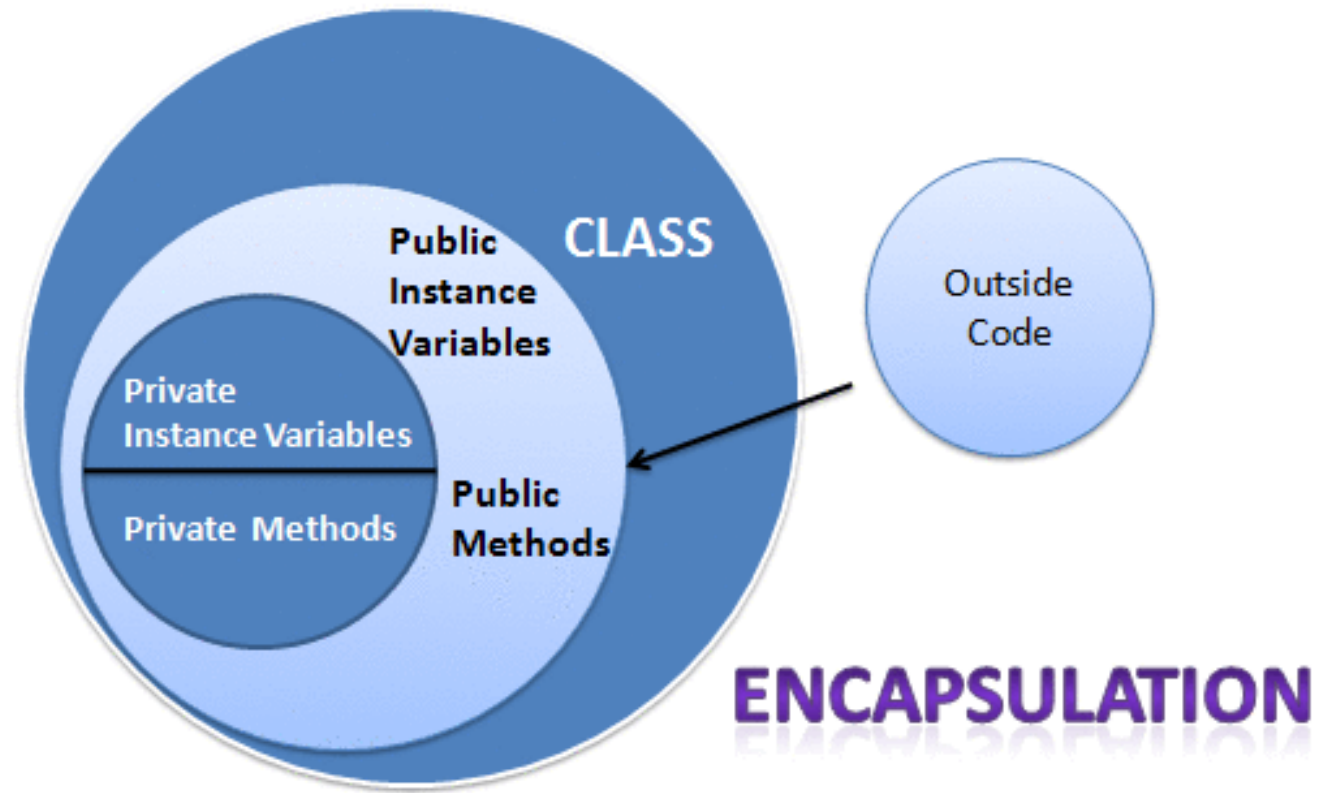 Public
Instance
Variables
CLASS
Outside
Code
Private
Instance Variables
Private Methods
Public
Methods
ENCAPSULATION